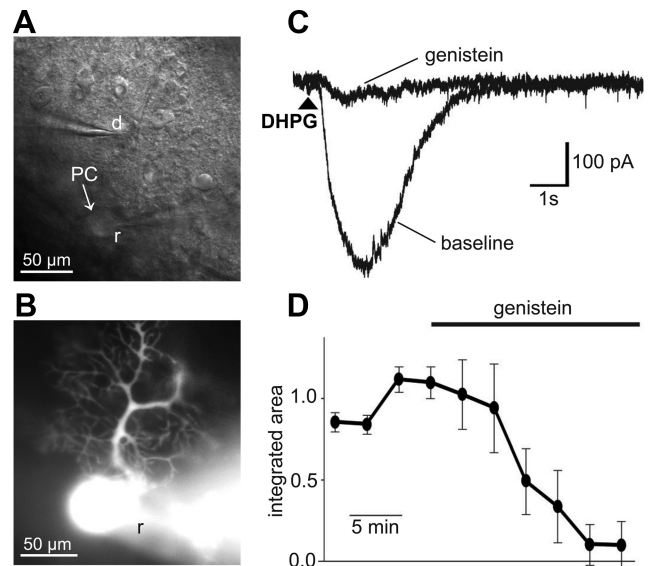 A
d
PC
r
50 µm
B
r
50 µm
C
genistein
DHPG
100 pA
1s
baseline
D
genistein
integrated area
1.0
0.5
0.0
5 min